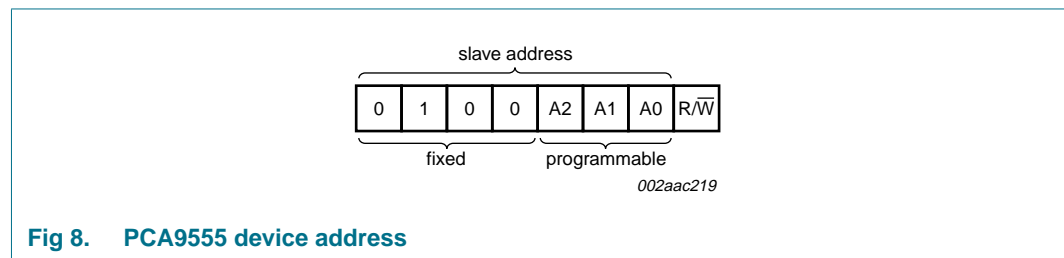 slave address
0 1 0 0 A2 A1 A0 R/W̅
fixed programmable
002aac219
Fig 8. PCA9555 device address